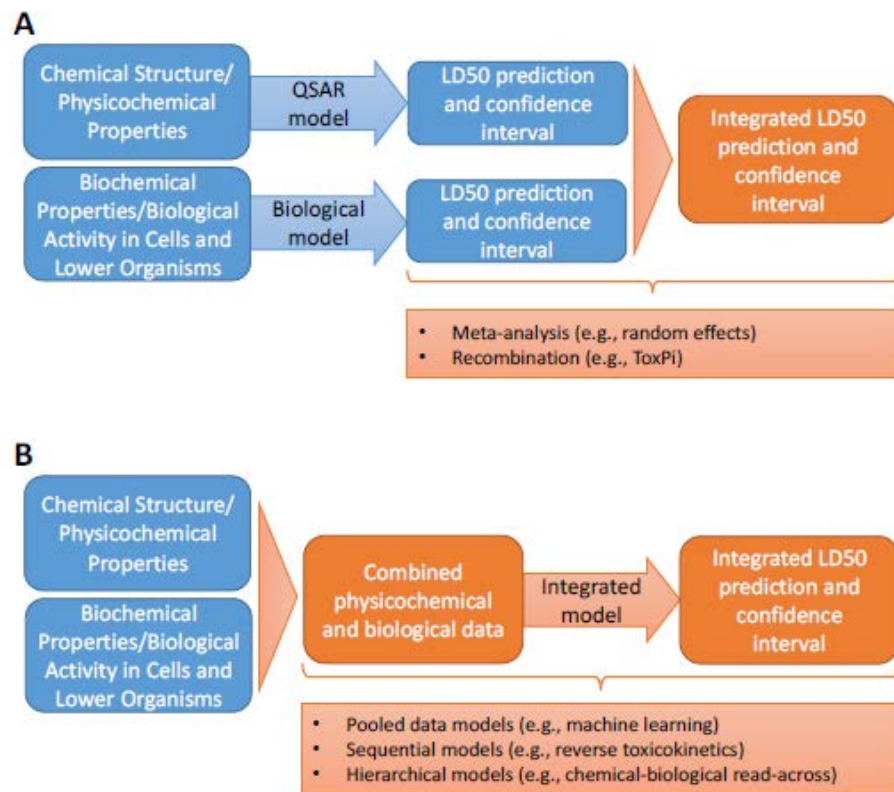 A
Chemical Structure/
Physicochemical
Properties
QSAR
model
LD50 prediction
and confidence
interval
Integrated LD50
prediction and
confidence
interval
Biochemical
Properties/Biological
Activity in Cells and
Lower Organisms
Biological
model
LD50 prediction
and confidence
interval
• Meta-analysis (e.g., random effects)
• Recombination (e.g., ToxPi)
B
Chemical Structure/
Physicochemical
Properties
Biochemical
Properties/Biological
Activity in Cells and
Lower Organisms
Combined
physicochemical
and biological data
Integrated
model
Integrated LD50
prediction and
confidence
interval
• Pooled data models (e.g., machine learning)
• Sequential models (e.g., reverse toxicokinetics)
• Hierarchical models (e.g., chemical-biological read-across)